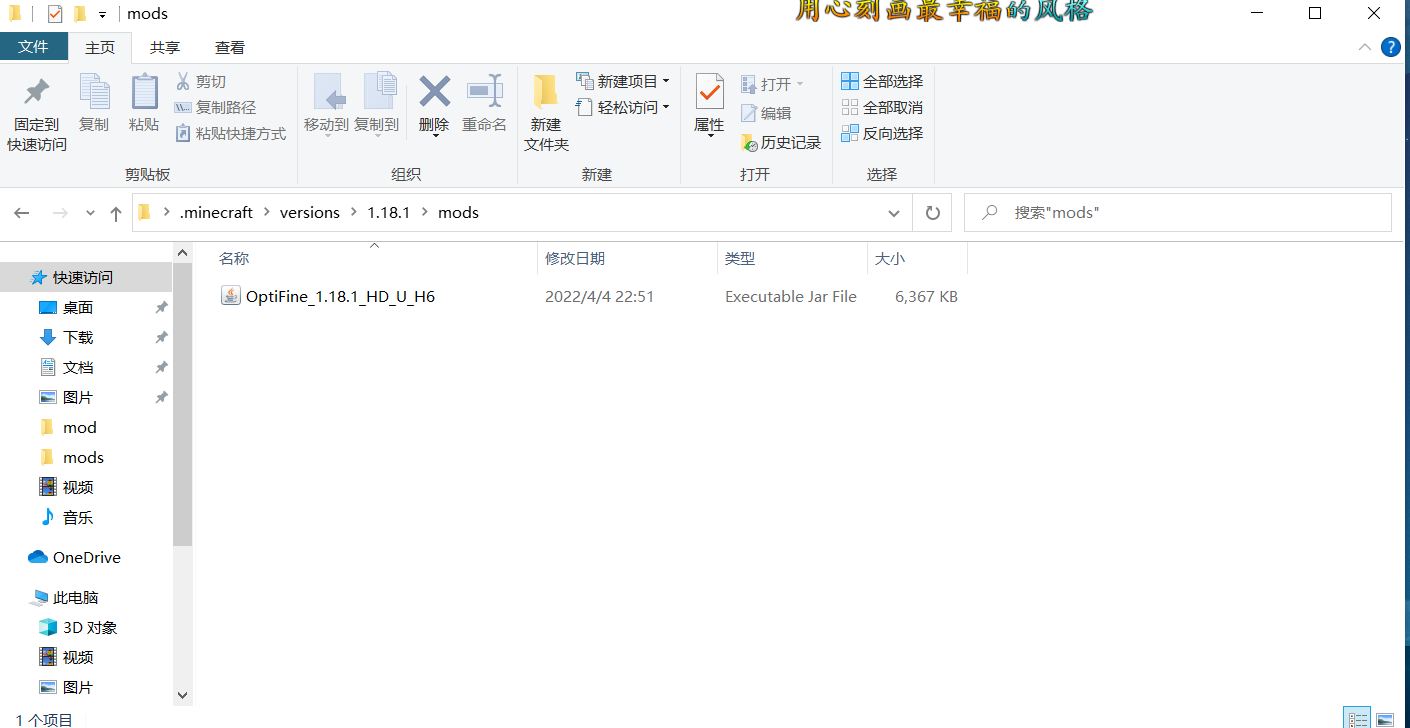 mods
用心刻画最幸福的风格
文件 主页 共享 查看
固定到
快速访问
复制
粘贴
剪切
复制路径
粘贴快捷方式
剪贴板
移动到 复制到 删除 重命名
组织
新建
文件夹
新建项目
轻松访问
新建
属性
打开
编辑
历史记录
打开
全部选择
全部取消
反向选择
选择
.minecraft versions 1.18.1 mods
搜索"mods"
名称 修改日期 类型 大小
OptiFine_1.18.1_HD_U_H6 2022/4/4 22:51 Executable Jar File 6,367 KB
快速访问
桌面
下载
文档
图片
mod
mods
视频
音乐
OneDrive
此电脑
3D 对象
视频
图片
1 个项目